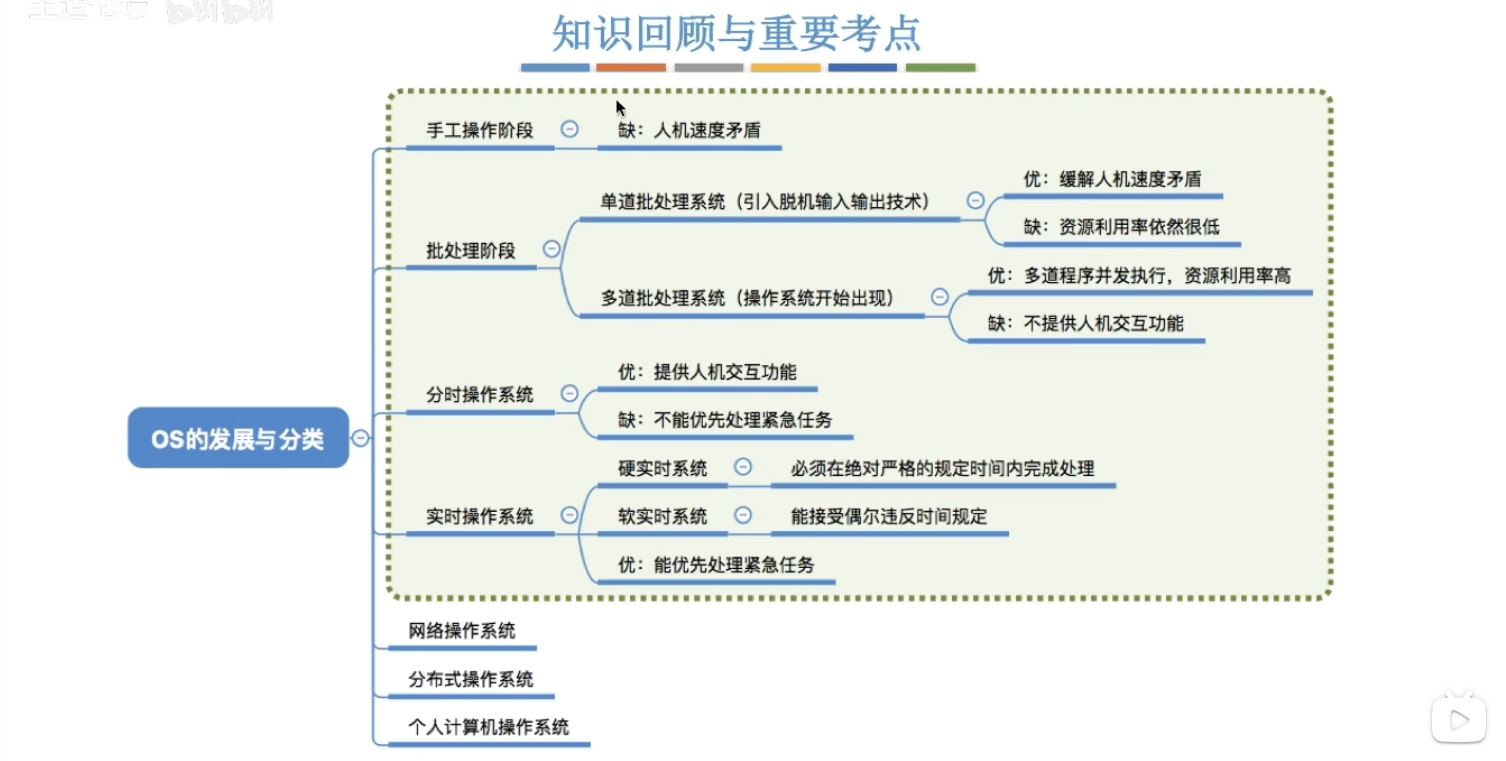 知识回顾与重要考点
手工操作阶段
缺：人机速度矛盾
批处理阶段
单道批处理系统（引入脱机输入输出技术）
优：缓解人机速度矛盾
缺：资源利用率依然很低
多道批处理系统（操作系统开始出现）
优：多道程序并发执行，资源利用率高
缺：不提供人机交互功能
OS的发展与分类
分时操作系统
优：提供人机交互功能
缺：不能优先处理紧急任务
实时操作系统
硬实时系统
必须在绝对严格的规定时间内完成处理
软实时系统
能接受偶尔违反时间规定
优：能优先处理紧急任务
网络操作系统
分布式操作系统
个人计算机操作系统